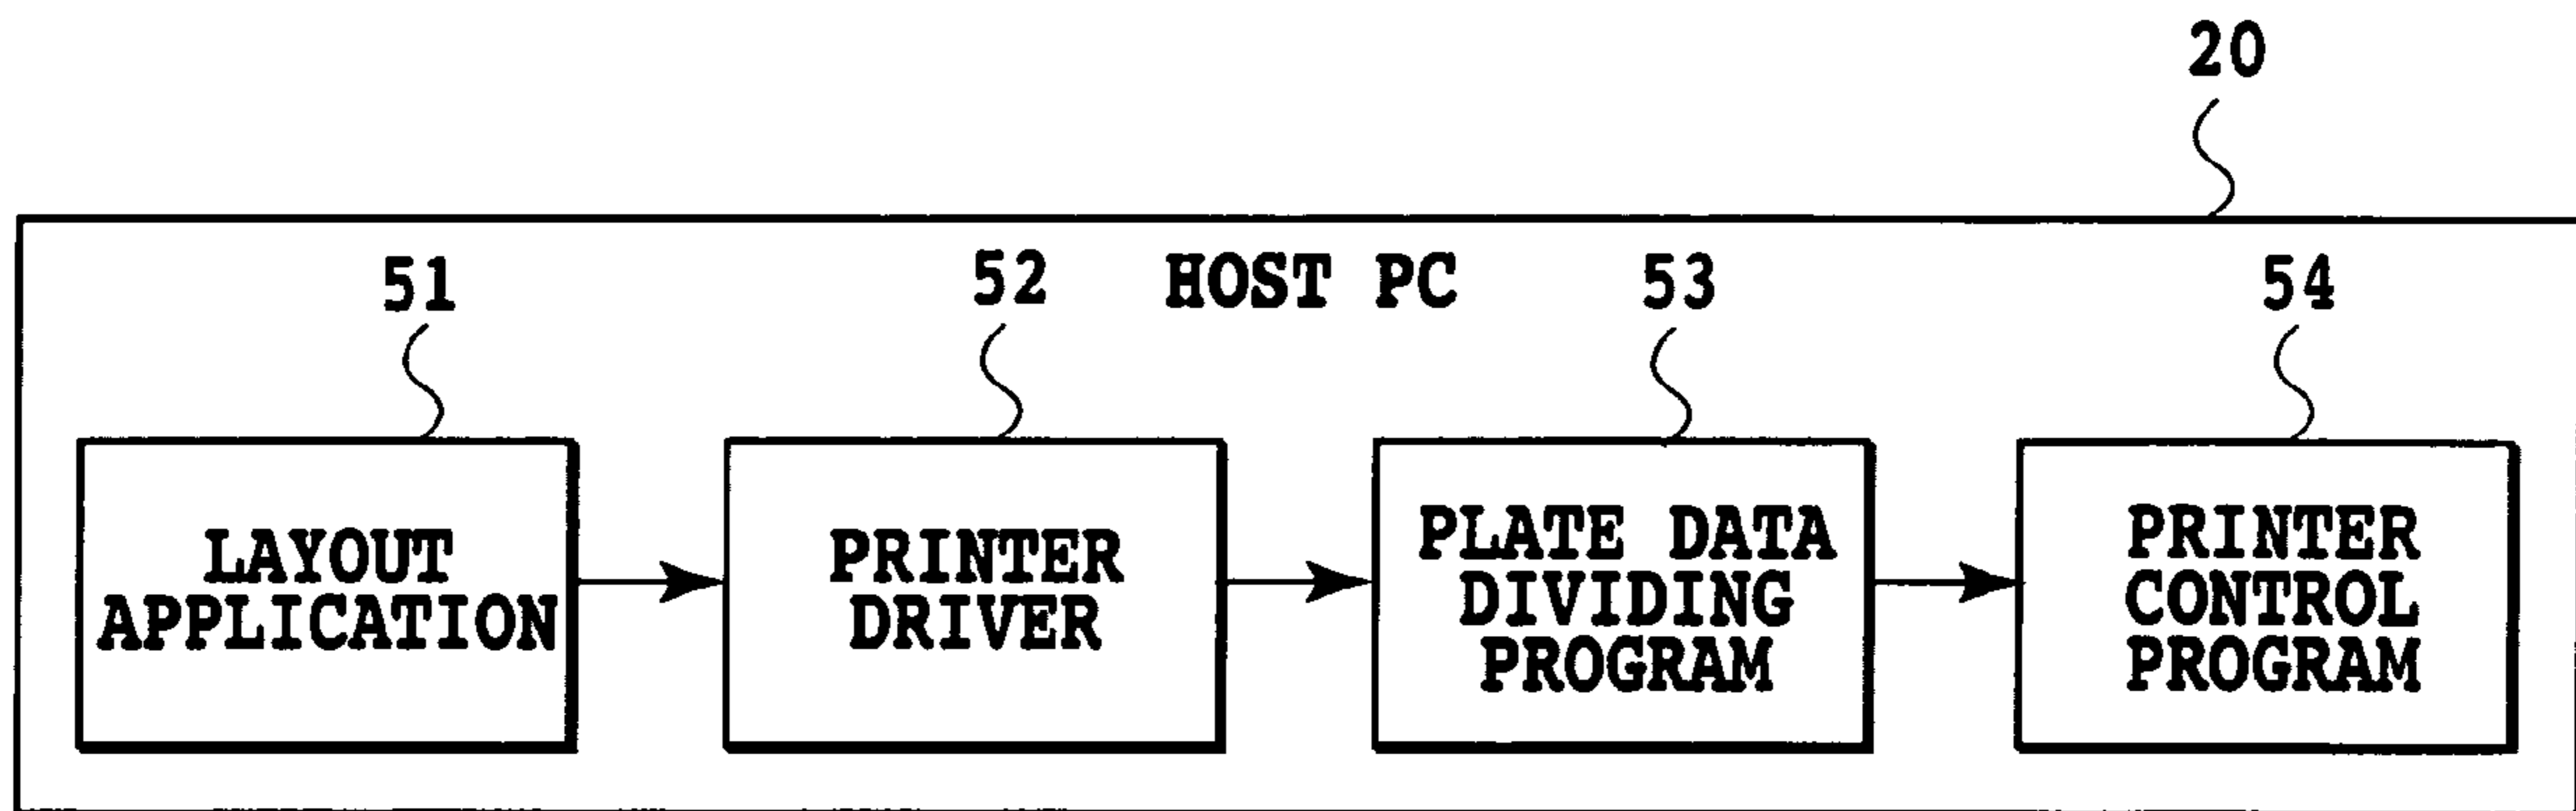 20
51
52
HOST PC
53
54
LAYOUT
APPLICATION
PRINTER
DRIVER
PLATE DATA
DIVIDING
PROGRAM
PRINTER
CONTROL
PROGRAM